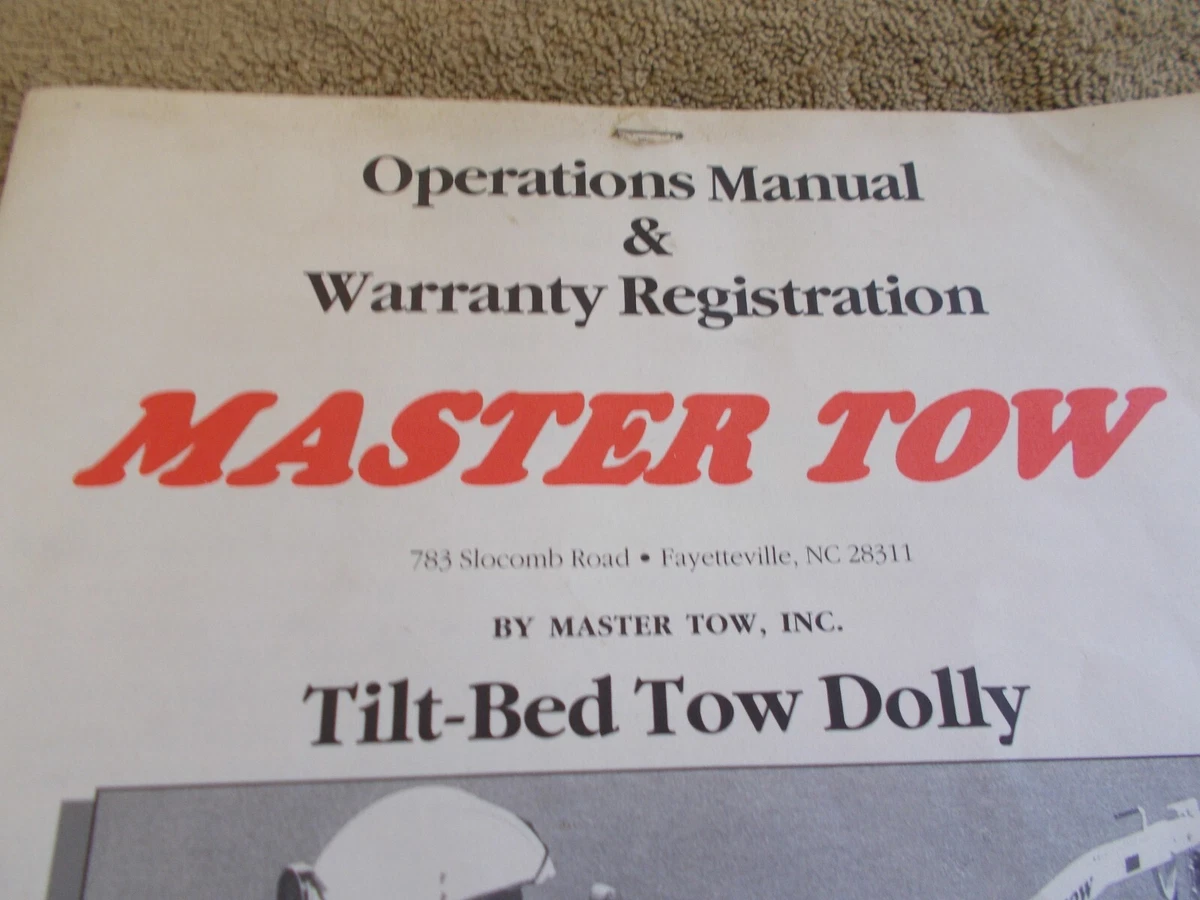 Operations Manual
&
Warranty Registration
MASTER TOW
783 Slocomb Road • Fayetteville, NC 28311
BY MASTER TOW, INC.
Tilt-Bed Tow Dolly